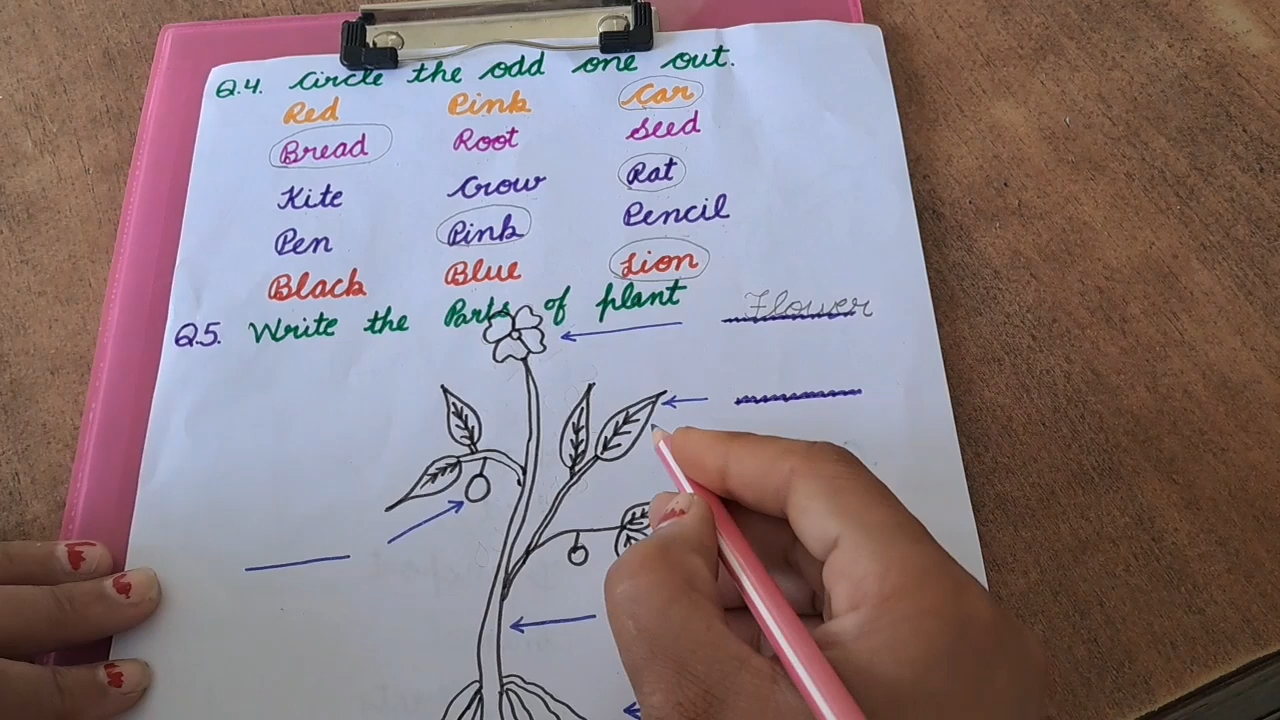 Q.4. Circle the odd one out.
Red Pink Car
Bread Root Seed
Kite Crow Rat
Pen Pink Pencil
Black Blue Lion
Q.5. Write the Parts of plant
Flower